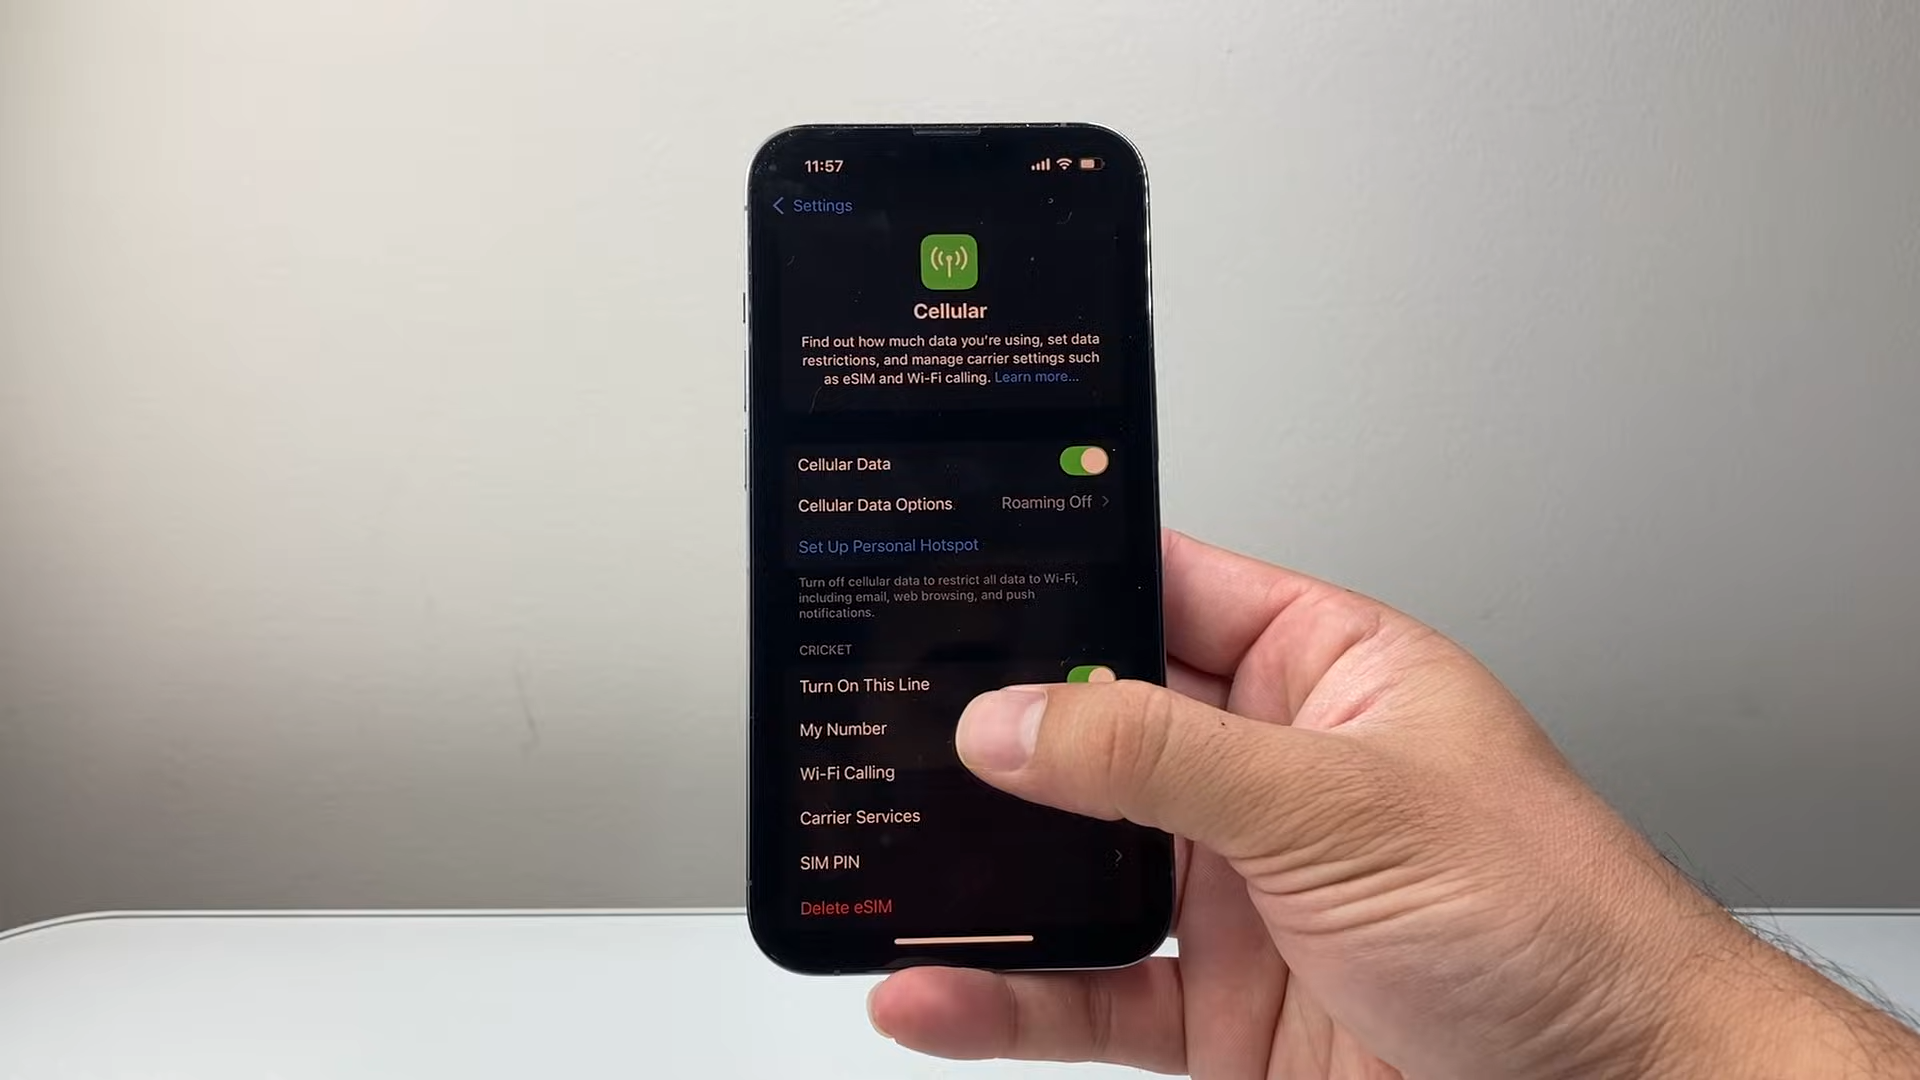 11:57
Settings
Cellular
Find out how much data you're using, set data
restrictions, and manage carrier settings such
as eSIM and Wi-Fi calling. Learn more...
Cellular Data
Cellular Data Options Roaming Off
Set Up Personal Hotspot
Turn off cellular data to restrict all data to Wi-Fi,
including email, web browsing, and push
notifications.
CRICKET
Turn On This Line
My Number
Wi-Fi Calling
Carrier Services
SIM PIN
Delete eSIM